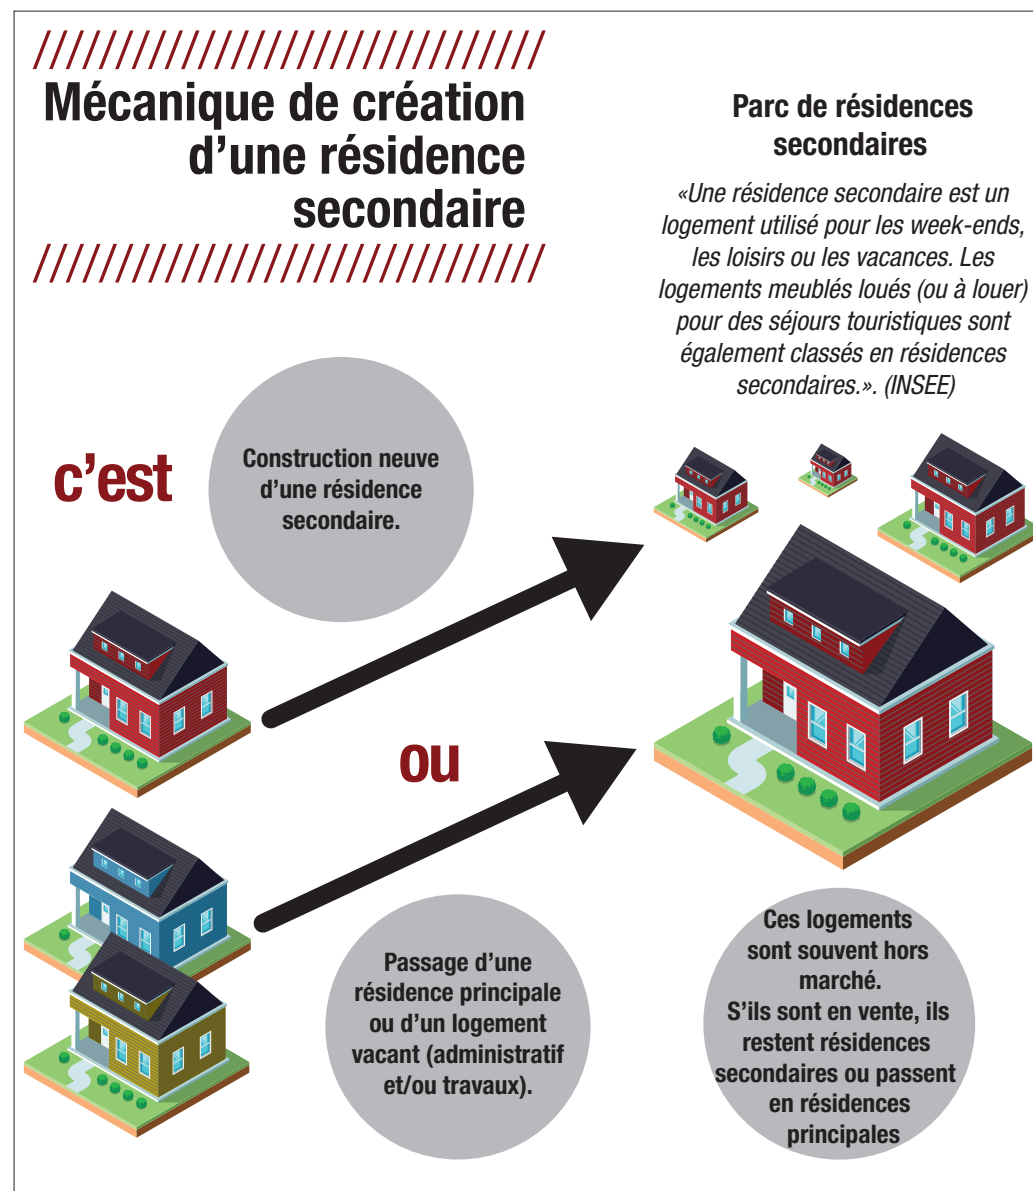 Mécanique de création
d’une résidence
secondaire
Parc de résidences
secondaires
«Une résidence secondaire est un
logement utilisé pour les week-ends,
les loisirs ou les vacances. Les
logements meublés loués (ou à louer)
pour des séjours touristiques sont
également classés en résidences
secondaires.». (INSEE)
c’est
Construction neuve
d’une résidence
secondaire.
ou
Passage d’une
résidence principale
ou d’un logement
vacant (administratif
et/ou travaux).
Ces logements
sont souvent hors
marché.
S’ils sont en vente, ils
restent résidences
secondaires ou passent
en résidences
principales